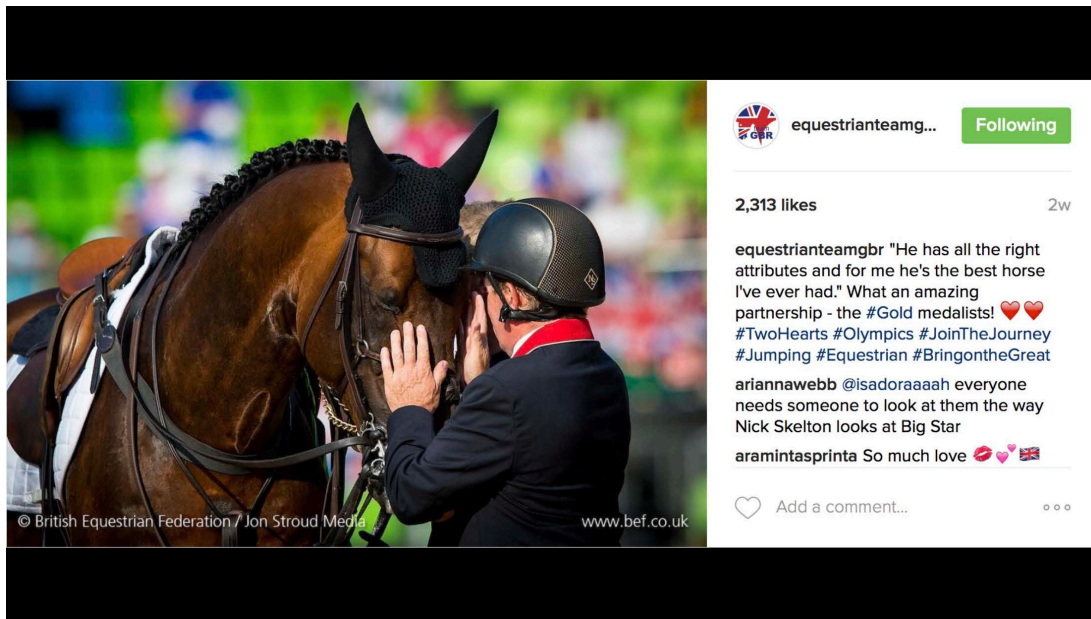 GBR
equestrianteamg...
Following
2,313 likes
2w
equestrianteamgbr "He has all the right
attributes and for me he's the best horse
I've ever had." What an amazing
partnership - the #Gold medalists! ❤️ ❤️
#TwoHearts #Olympics #JoinTheJourney
#Jumping #Equestrian #BringontheGreat
ariannawebb @isadoraaaah everyone
needs someone to look at them the way
Nick Skelton looks at Big Star
aramintasprinta So much love 💋💕🇬🇧
Add a comment...
© British Equestrian Federation / Jon Stroud Media
www.bef.co.uk